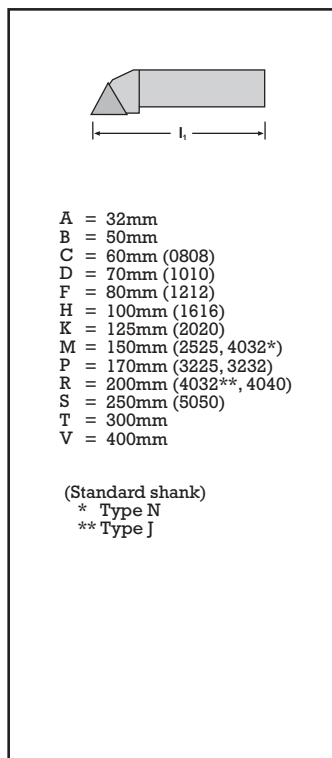 l₁
A = 32mm
B = 50mm
C = 60mm (0808)
D = 70mm (1010)
F = 80mm (1212)
H = 100mm (1616)
K = 125mm (2020)
M = 150mm (2525, 4032*)
P = 170mm (3225, 3232)
R = 200mm (4032**, 4040)
S = 250mm (5050)
T = 300mm
V = 400mm
(Standard shank)
* Type N
** Type J